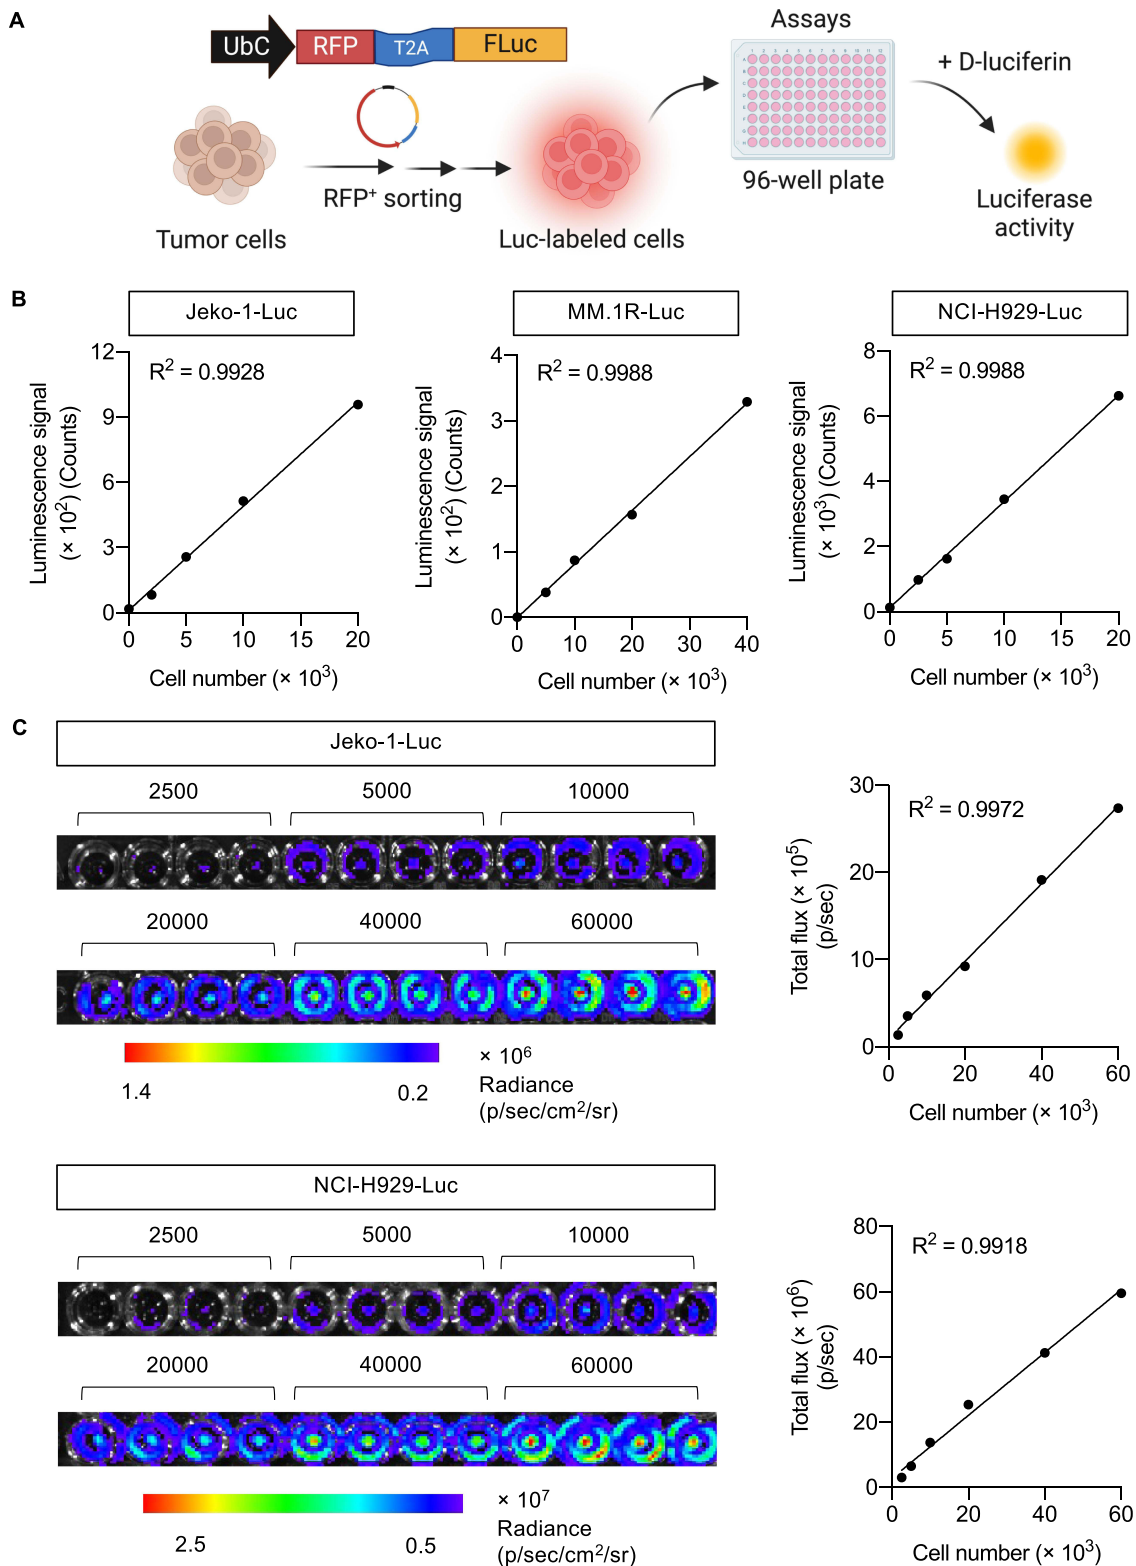 A
UbC
RFP
T2A
FLuc
Assays
+ D-luciferin
RFP⁺ sorting
96-well plate
Tumor cells
Luc-labeled cells
Luciferase
activity
B
Jeko-1-Luc
R² = 0.9928
Luminescence signal
(× 10²) (Counts)
12
9
6
3
0
0 5 10 15 20
Cell number (× 10³)
MM.1R-Luc
R² = 0.9988
Luminescence signal
(× 10²) (Counts)
4
3
2
1
0
0 10 20 30 40
Cell number (× 10³)
NCI-H929-Luc
R² = 0.9988
Luminescence signal
(× 10³) (Counts)
8
6
4
2
0
0 5 10 15 20
Cell number (× 10³)
C
Jeko-1-Luc
2500 5000 10000
20000 40000 60000
× 10⁶
1.4 0.2
Radiance
(p/sec/cm²/sr)
R² = 0.9972
Total flux (× 10⁵)
(p/sec)
30
20
10
0
0 20 40 60
Cell number (× 10³)
NCI-H929-Luc
2500 5000 10000
20000 40000 60000
× 10⁷
2.5 0.5
Radiance
(p/sec/cm²/sr)
R² = 0.9918
Total flux (× 10⁶)
(p/sec)
80
60
40
20
0
0 20 40 60
Cell number (× 10³)